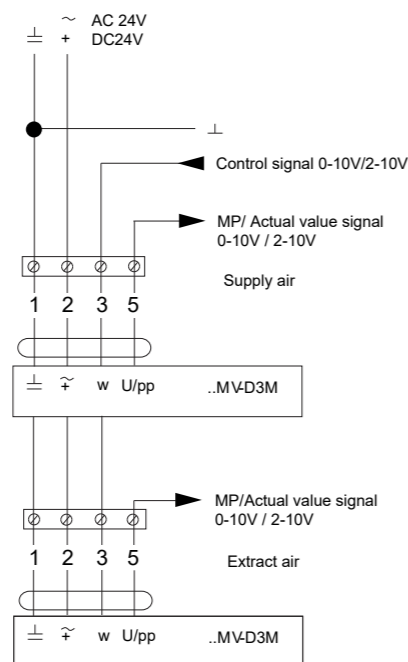 ~ AC 24V
+ DC24V
Control signal 0-10V/2-10V
MP/ Actual value signal
0-10V / 2-10V
Supply air
1 2 3 5
~
+ w U/pp ..MV-D3M
MP/Actual value signal
0-10V / 2-10V
1 2 3 5
Extract air
~
+ w U/pp ..MV-D3M